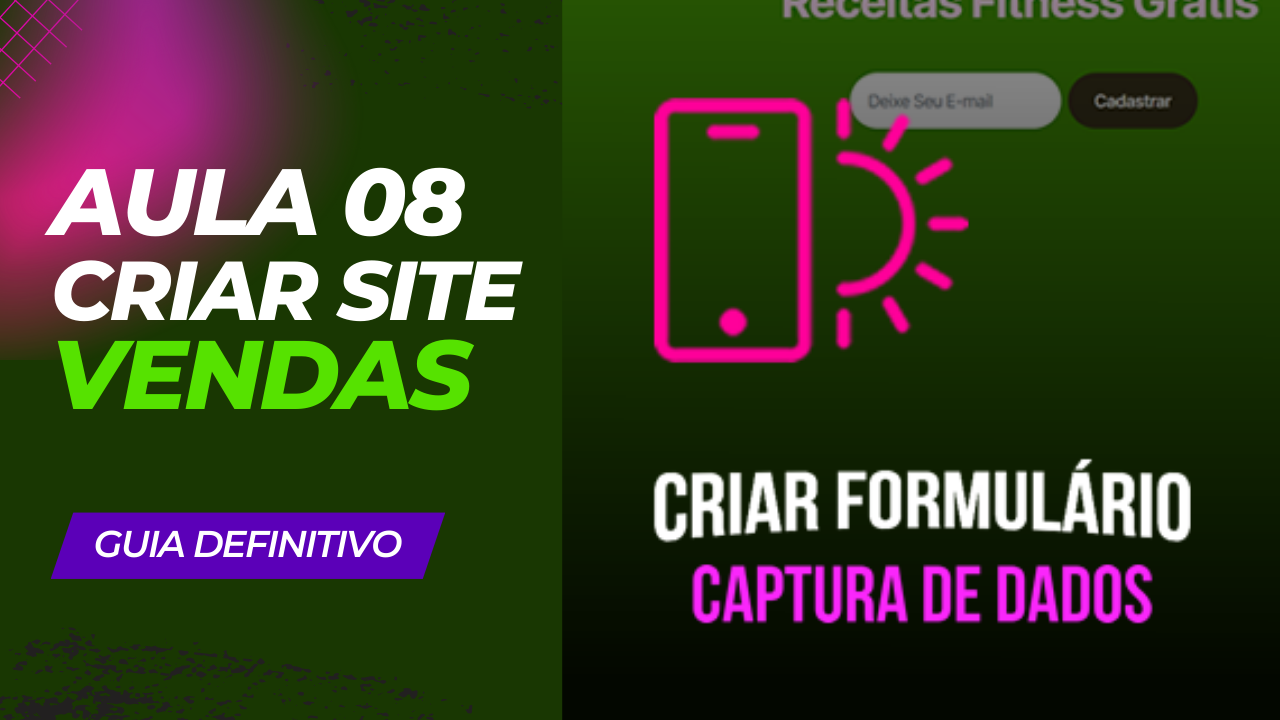 AULA 08
CRIAR SITE
VENDAS
GUIA DEFINITIVO
Receitas Fitness Grátis
Deixe Seu E-mail
Cadastrar
CRIAR FORMULÁRIO
CAPTURA DE DADOS